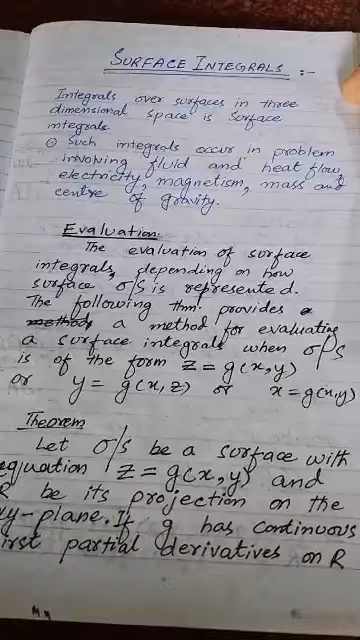 SURFACE INTEGRALS :-
Integrals over surfaces in three
dimensional space is Surface
integrals.
⊙ Such integrals occur in problem
involving fluid and heat flow,
electricity, magnetism, mass and
centre of gravity.
Evaluation.
The evaluation of surface
integrals, depending on how
surface σ/s is represented.
The following thm. provides a
method a method for evaluating
a surface integrals when σ/s
is of the form z = g(x,y)
or y = g(x,z) or x = g(x,y)
Theorem
Let σ/s be a surface with
equation z = g(x,y) and
R be its projection on the
xy-plane. If g has continuous
first partial derivatives on R